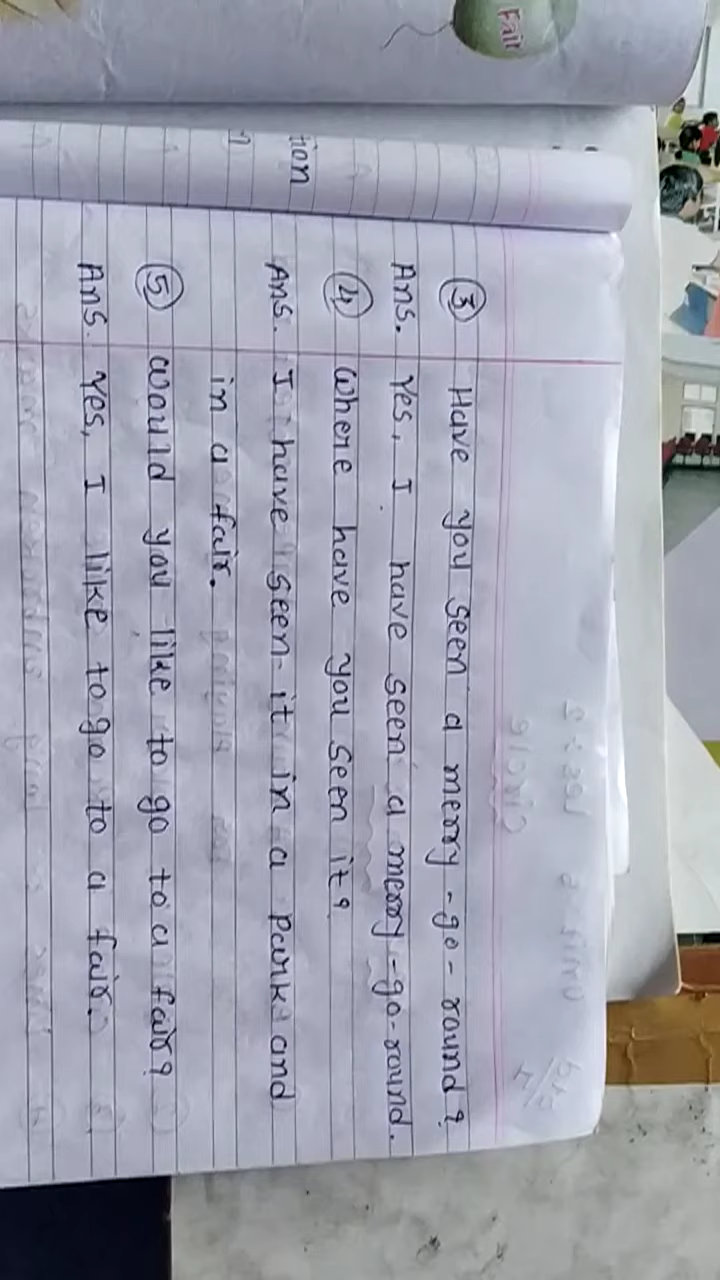 Fair
tion
③ Have you seen a merry-go-round?
Ans. Yes, I have seen a merry-go-round.
④ Where have you seen it?
Ans. I have seen it in a park and
in a fair.
⑤ Would you like to go to a fair?
Ans. Yes, I like to go to a fair.